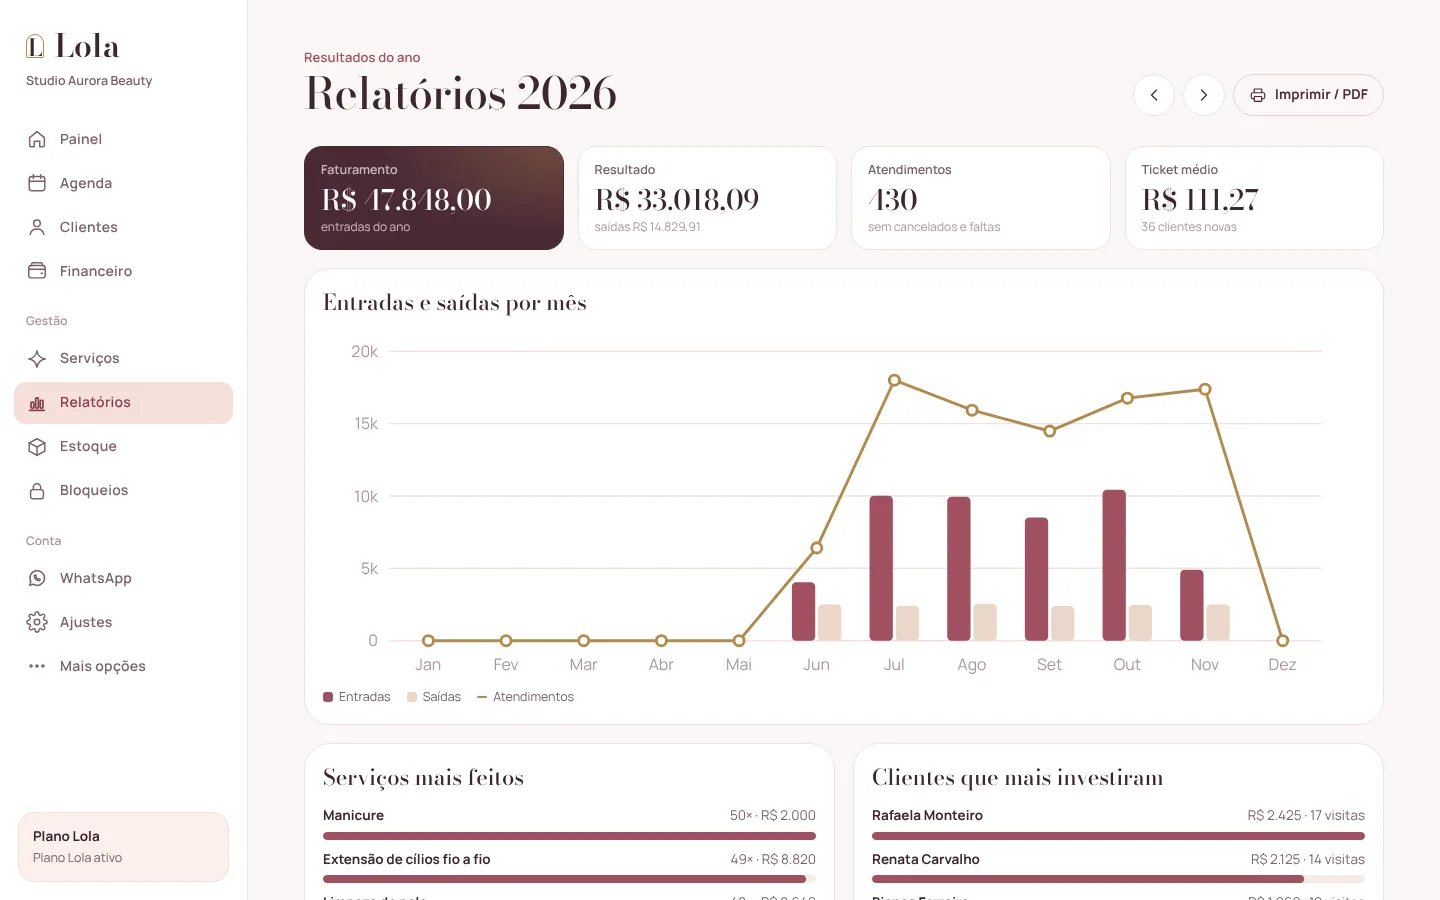 Lola
Studio Aurora Beauty
Painel
Agenda
Clientes
Financeiro
Gestão
Serviços
Relatórios
Estoque
Bloqueios
Conta
WhatsApp
Ajustes
Mais opções
Plano Lola
Plano Lola ativo
Resultados do ano
Relatórios 2026
Imprimir / PDF
Faturamento
R$ 47.848,00
entradas do ano
Resultado
R$ 33.018,09
saídas R$ 14.829,91
Atendimentos
430
sem cancelados e faltas
Ticket médio
R$ 111,27
36 clientes novas
Entradas e saídas por mês
20k
15k
10k
5k
0
Jan Fev Mar Abr Mai Jun Jul Ago Set Out Nov Dez
Entradas Saídas Atendimentos
Serviços mais feitos
Manicure 50× · R$ 2.000
Extensão de cílios fio a fio 49× · R$ 8.820
Clientes que mais investiram
Rafaela Monteiro R$ 2.425 · 17 visitas
Renata Carvalho R$ 2.125 · 14 visitas